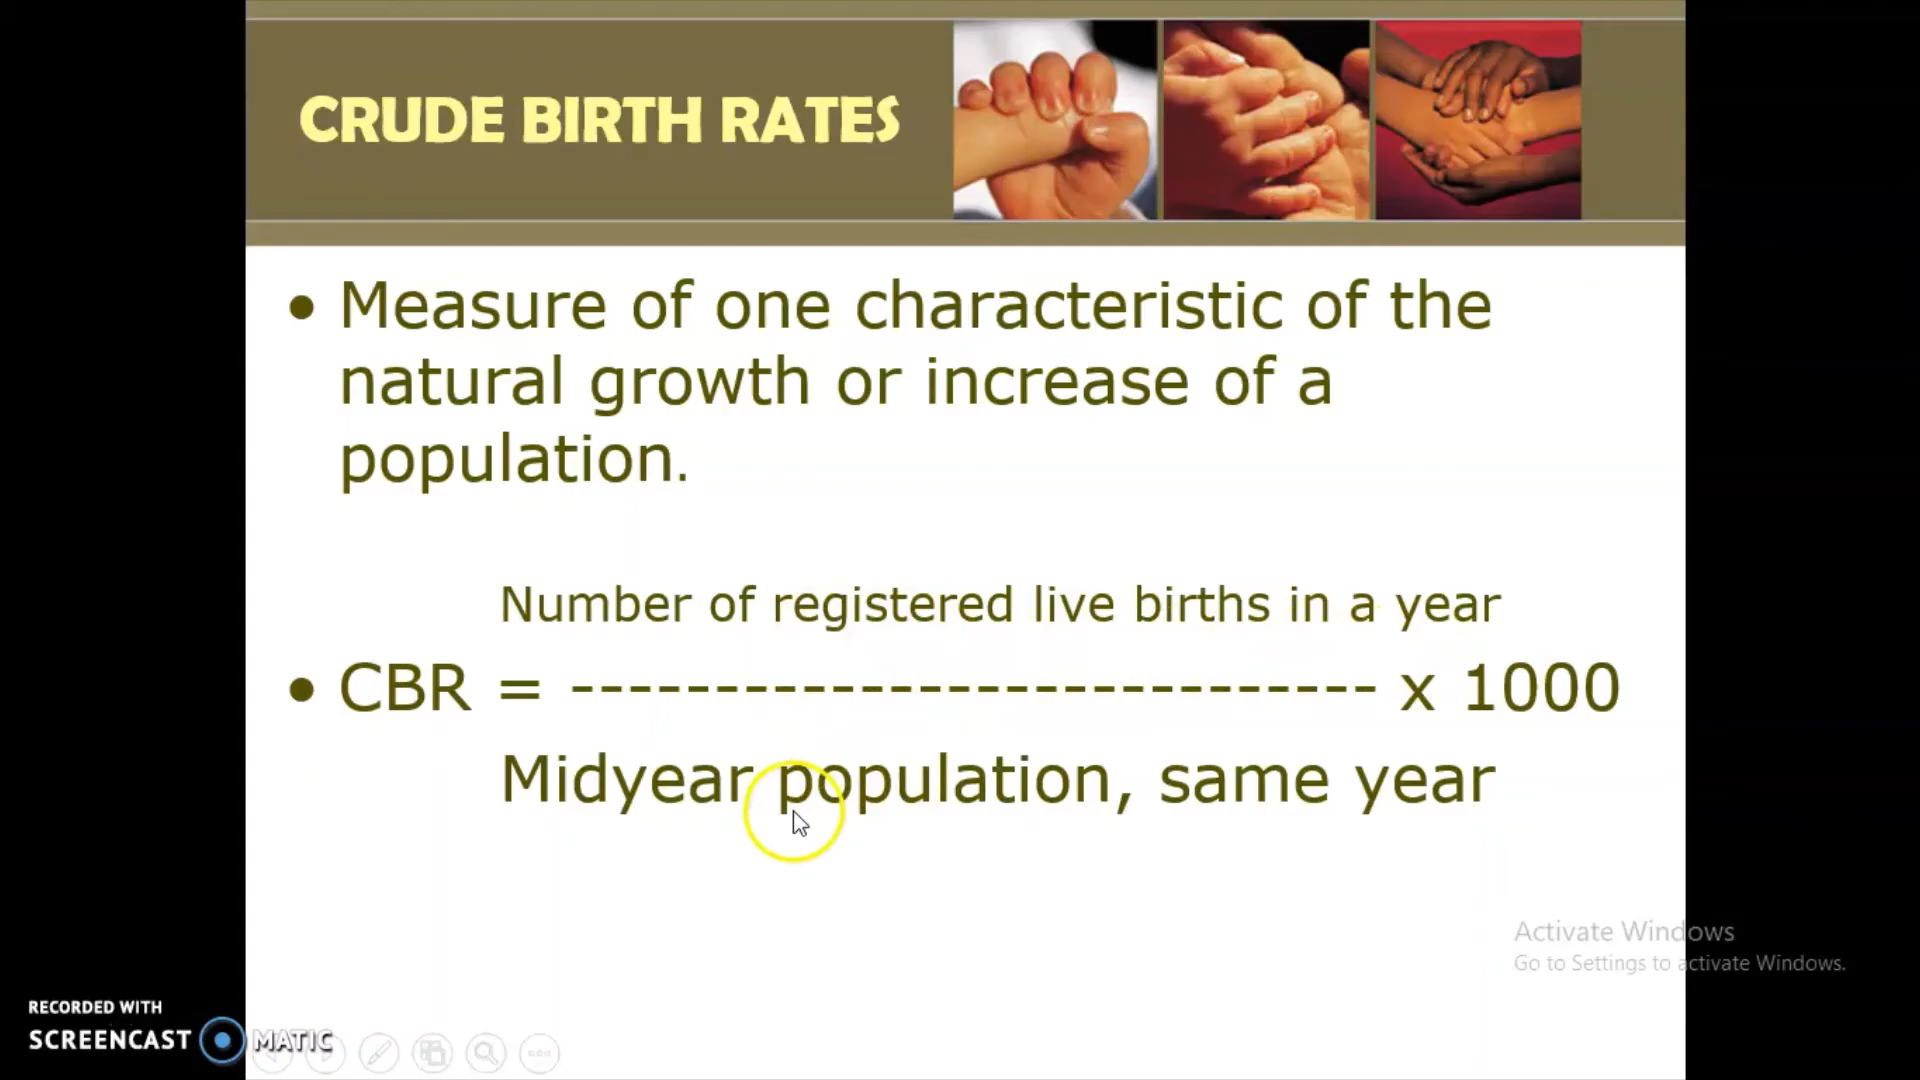 CRUDE BIRTH RATES
• Measure of one characteristic of the
natural growth or increase of a
population.
Number of registered live births in a year
• CBR = ---------------------------- x 1000
Midyear population, same year
Activate Windows
Go to Settings to activate Windows.
RECORDED WITH
SCREENCAST MATIC